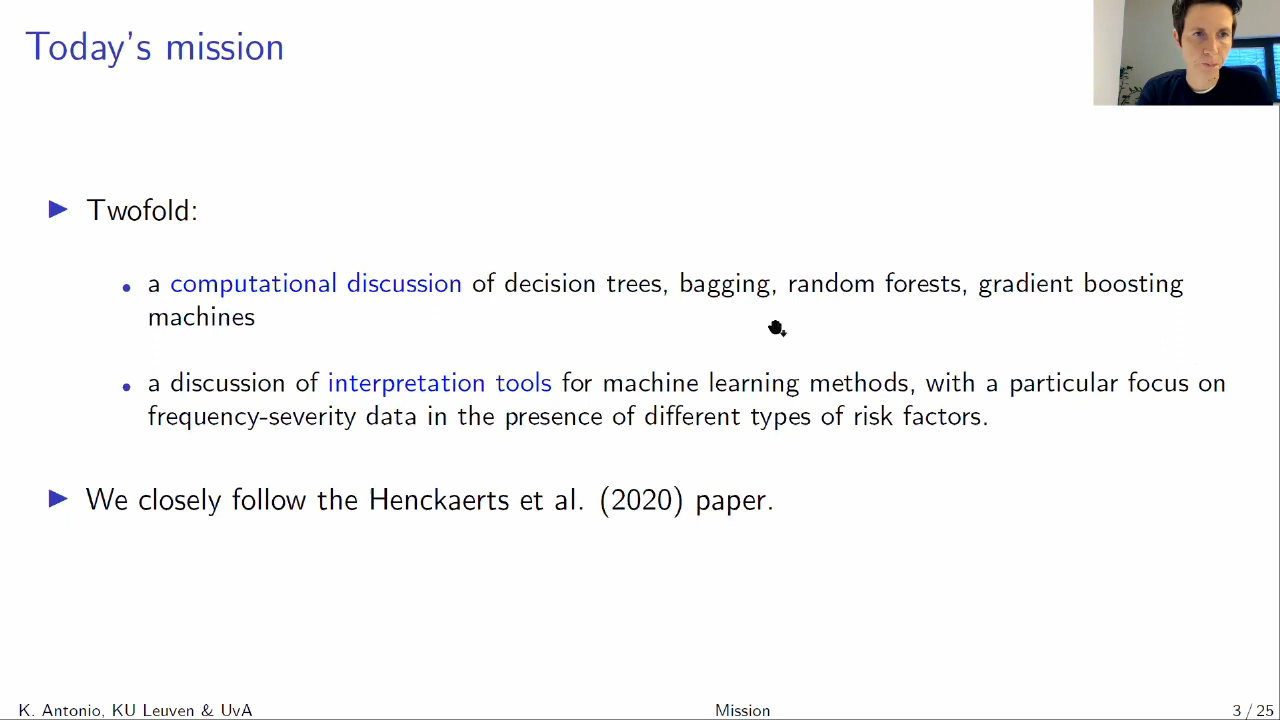 Today's mission
Twofold:
a computational discussion of decision trees, bagging, random forests, gradient boosting
machines
a discussion of interpretation tools for machine learning methods, with a particular focus on
frequency-severity data in the presence of different types of risk factors.
We closely follow the Henckaerts et al. (2020) paper.
K. Antonio, KU Leuven & UvA
Mission
3 / 25